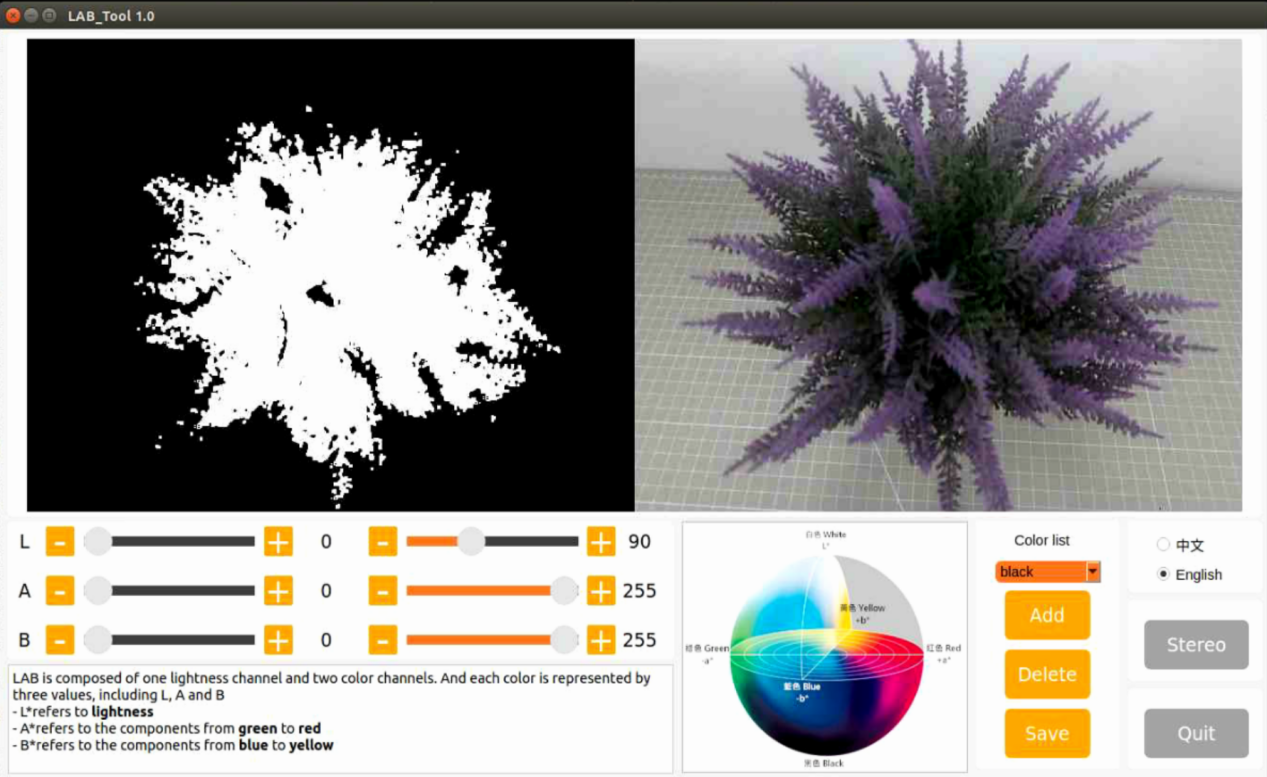 LAB_Tool 1.0
L - + 0 - + 90
A - + 0 - + 255
B - + 0 - + 255
LAB is composed of one lightness channel and two color channels. And each color is represented by
three values, including L, A and B
- L*refers to lightness
- A*refers to the components from green to red
- B*refers to the components from blue to yellow
白色 White
L*
黄色 Yellow
+b*
绿色 Green
-a*
红色 Red
+a*
蓝色 Blue
-b*
黑色 Black
Color list
black
Add
Delete
Save
中文
English
Stereo
Quit